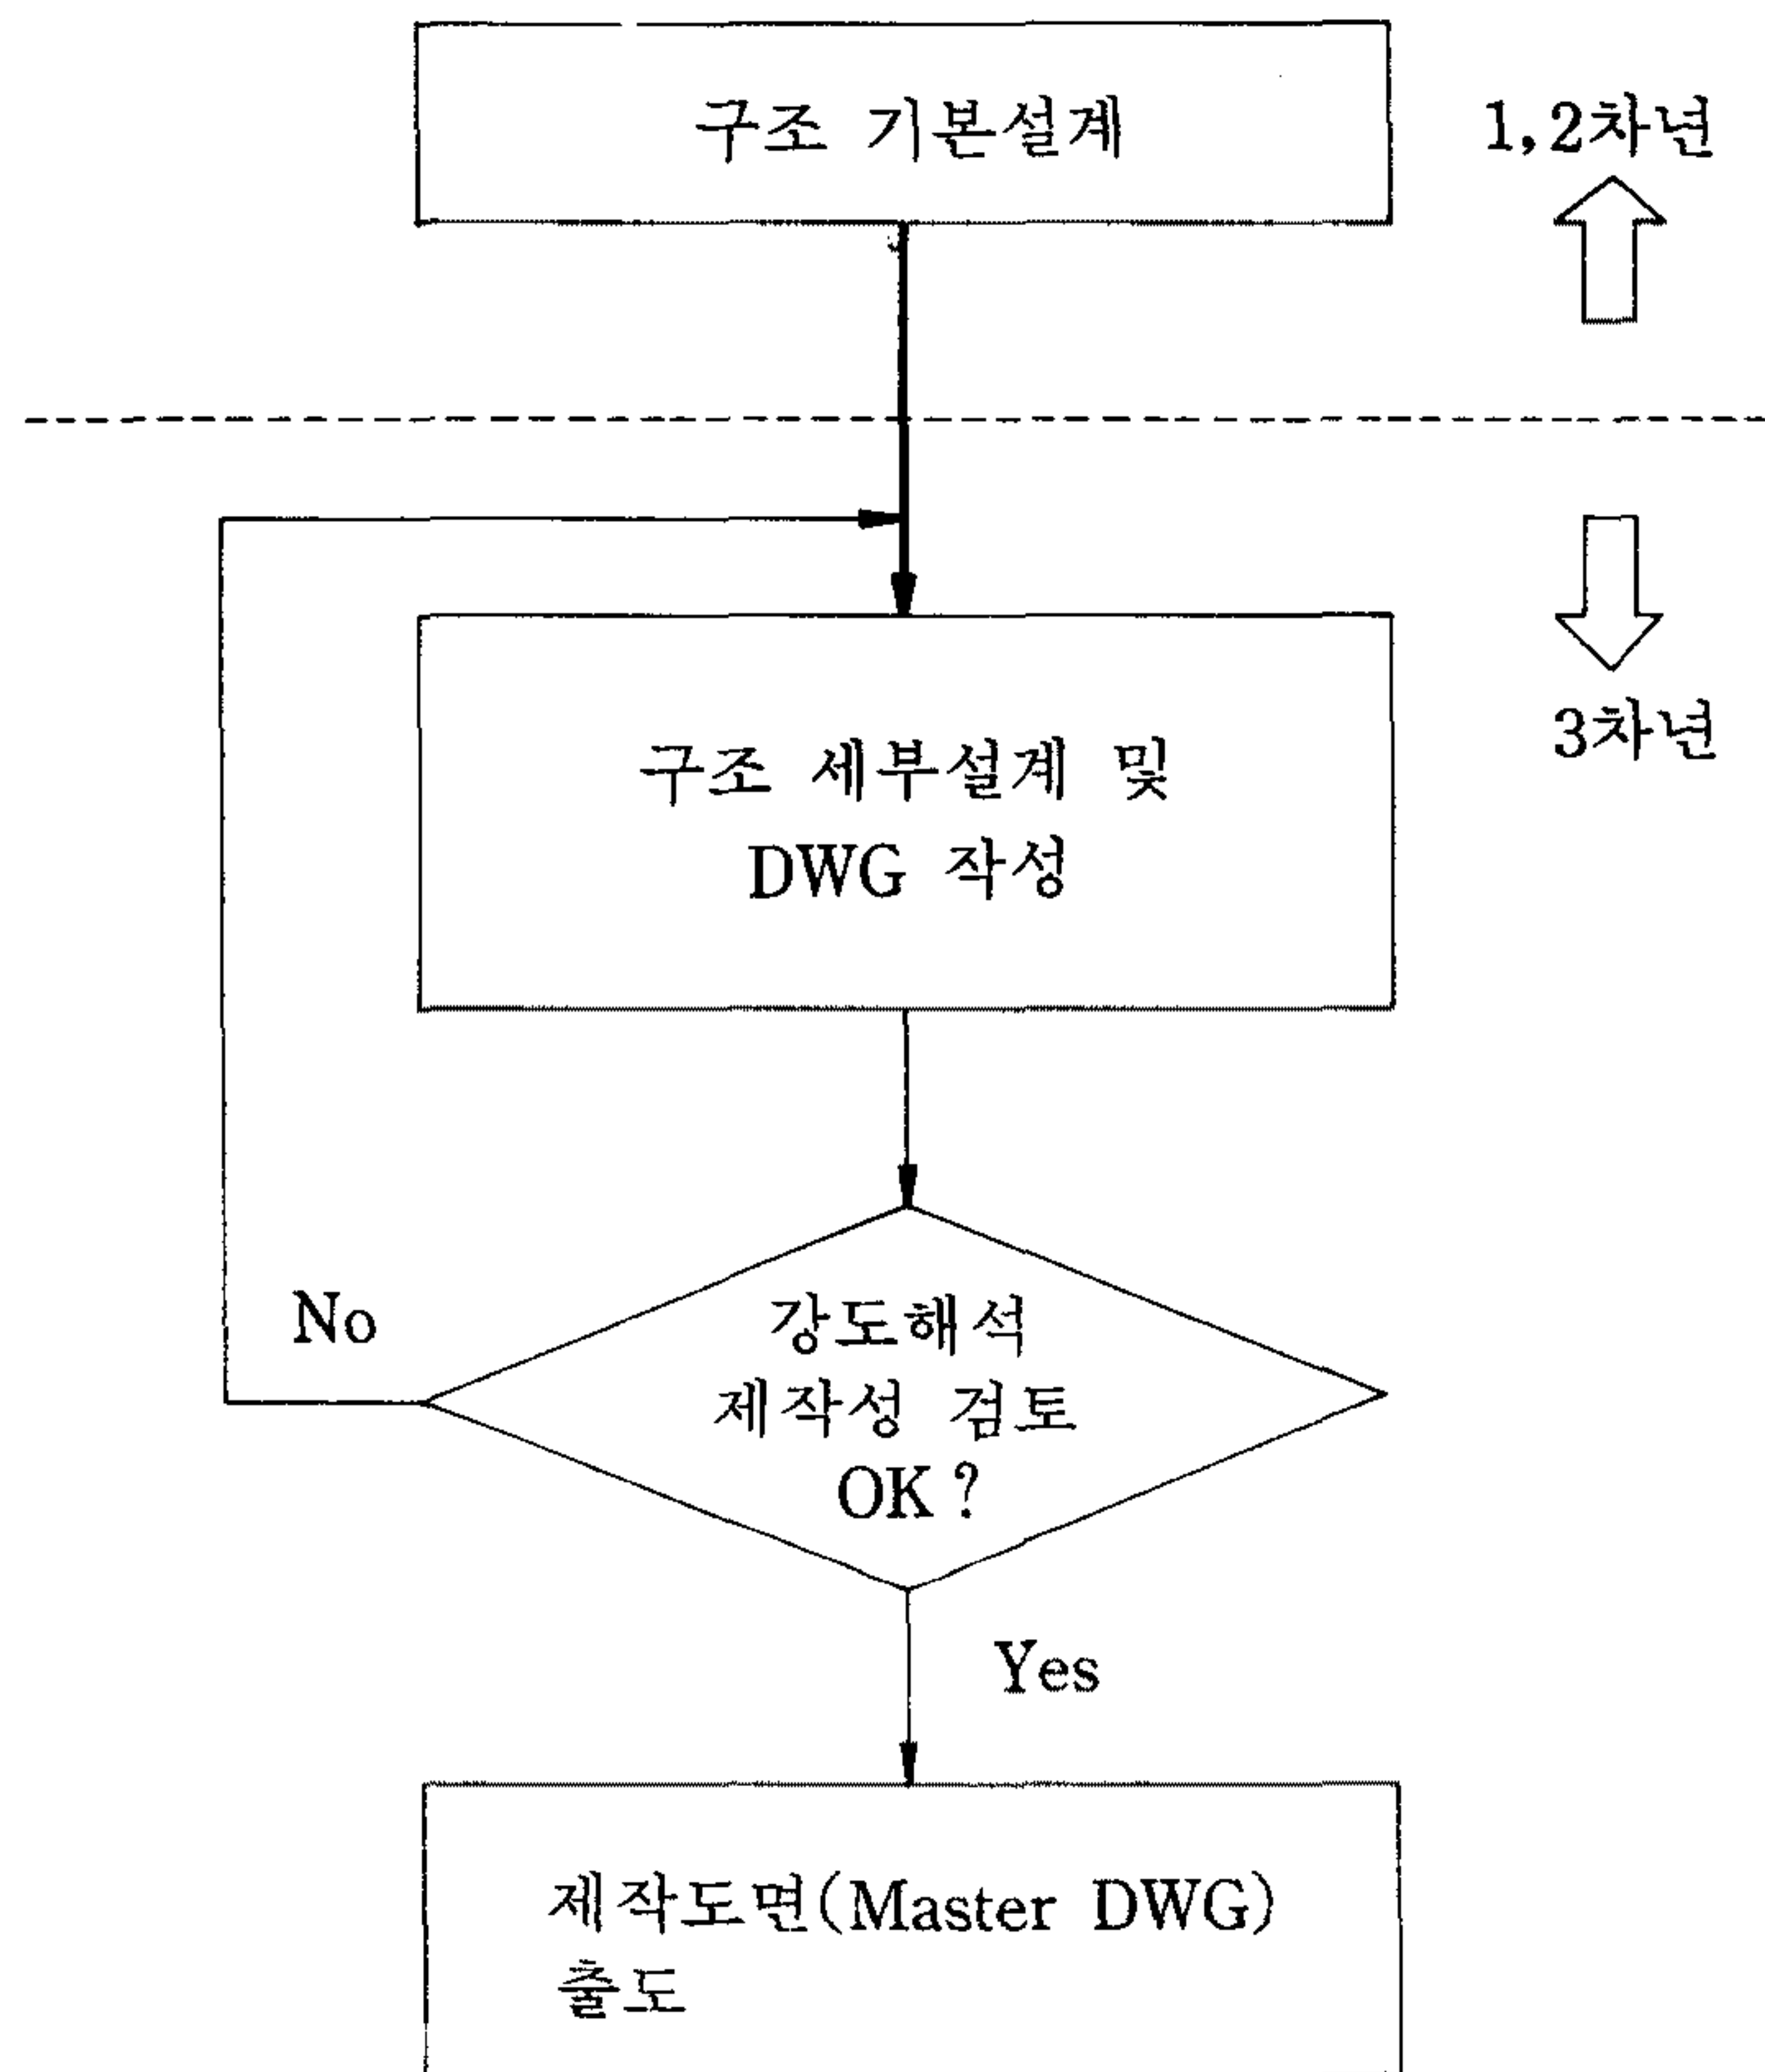 구조 기본설계
1,2차년
3차년
구조 세부설계 및
DWG 작성
No
강도해석
제작성 검토
OK ?
Yes
제작도면(Master DWG)
출도